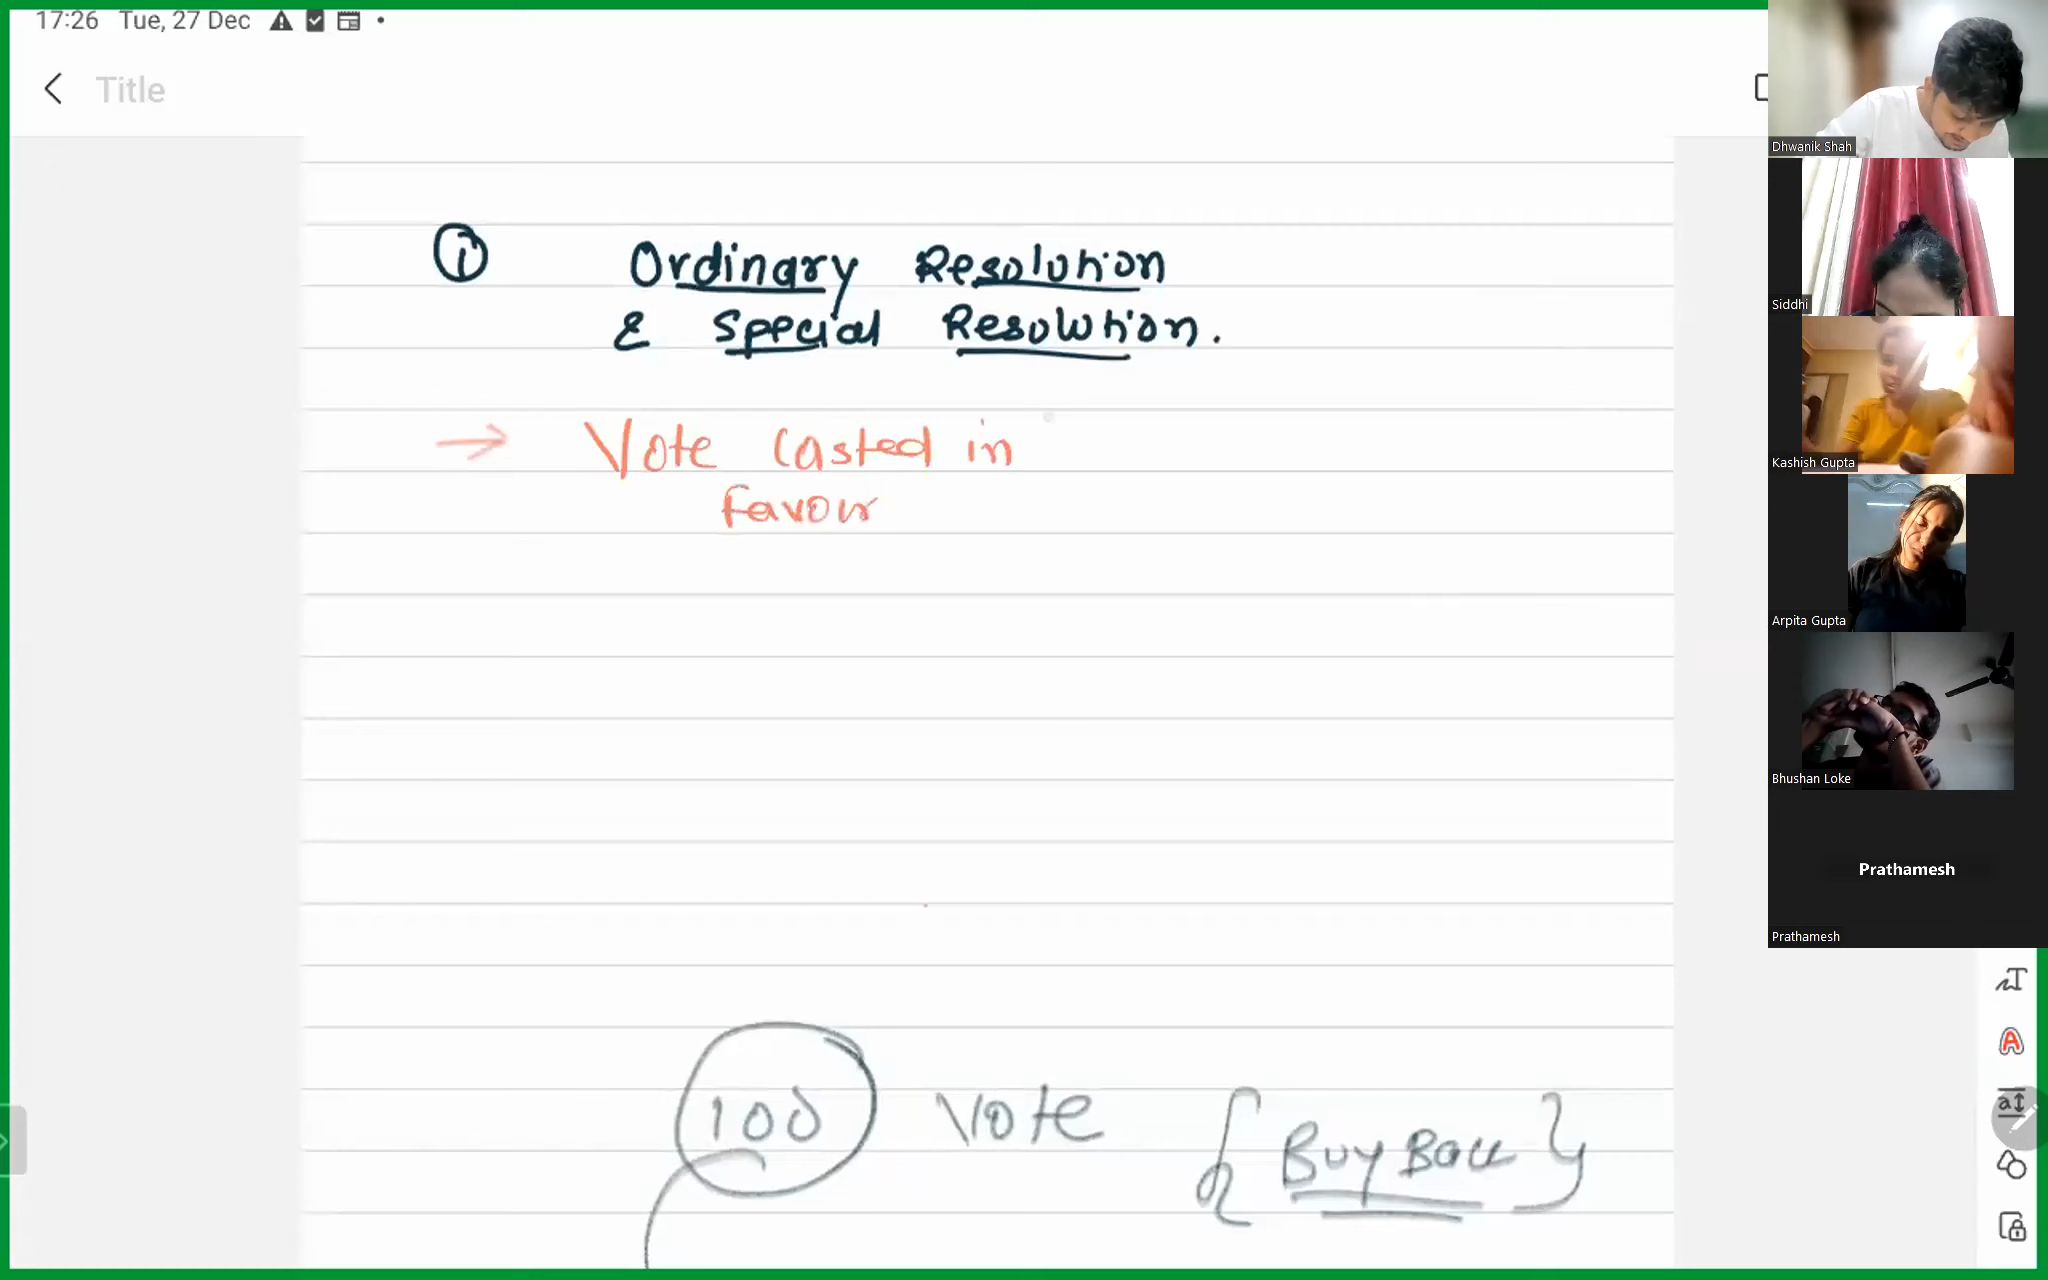 17:26 Tue, 27 Dec
Title
① Ordinary Resolution
& Special Resolution.
→ Vote Casted in
favour
100 Vote { Buy Back }
Dhwanik Shah
Siddhi
Kashish Gupta
Arpita Gupta
Bhushan Loke
Prathamesh
Prathamesh